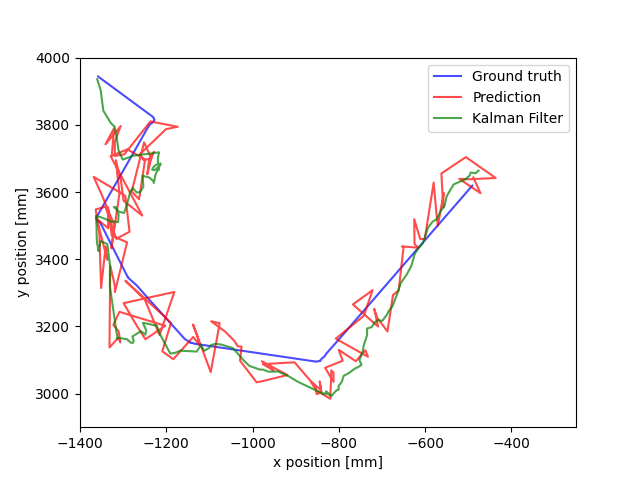 4000
3800
3600
3400
3200
3000
y position [mm]
Ground truth
Prediction
Kalman Filter
−1400 −1200 −1000 −800 −600 −400
x position [mm]